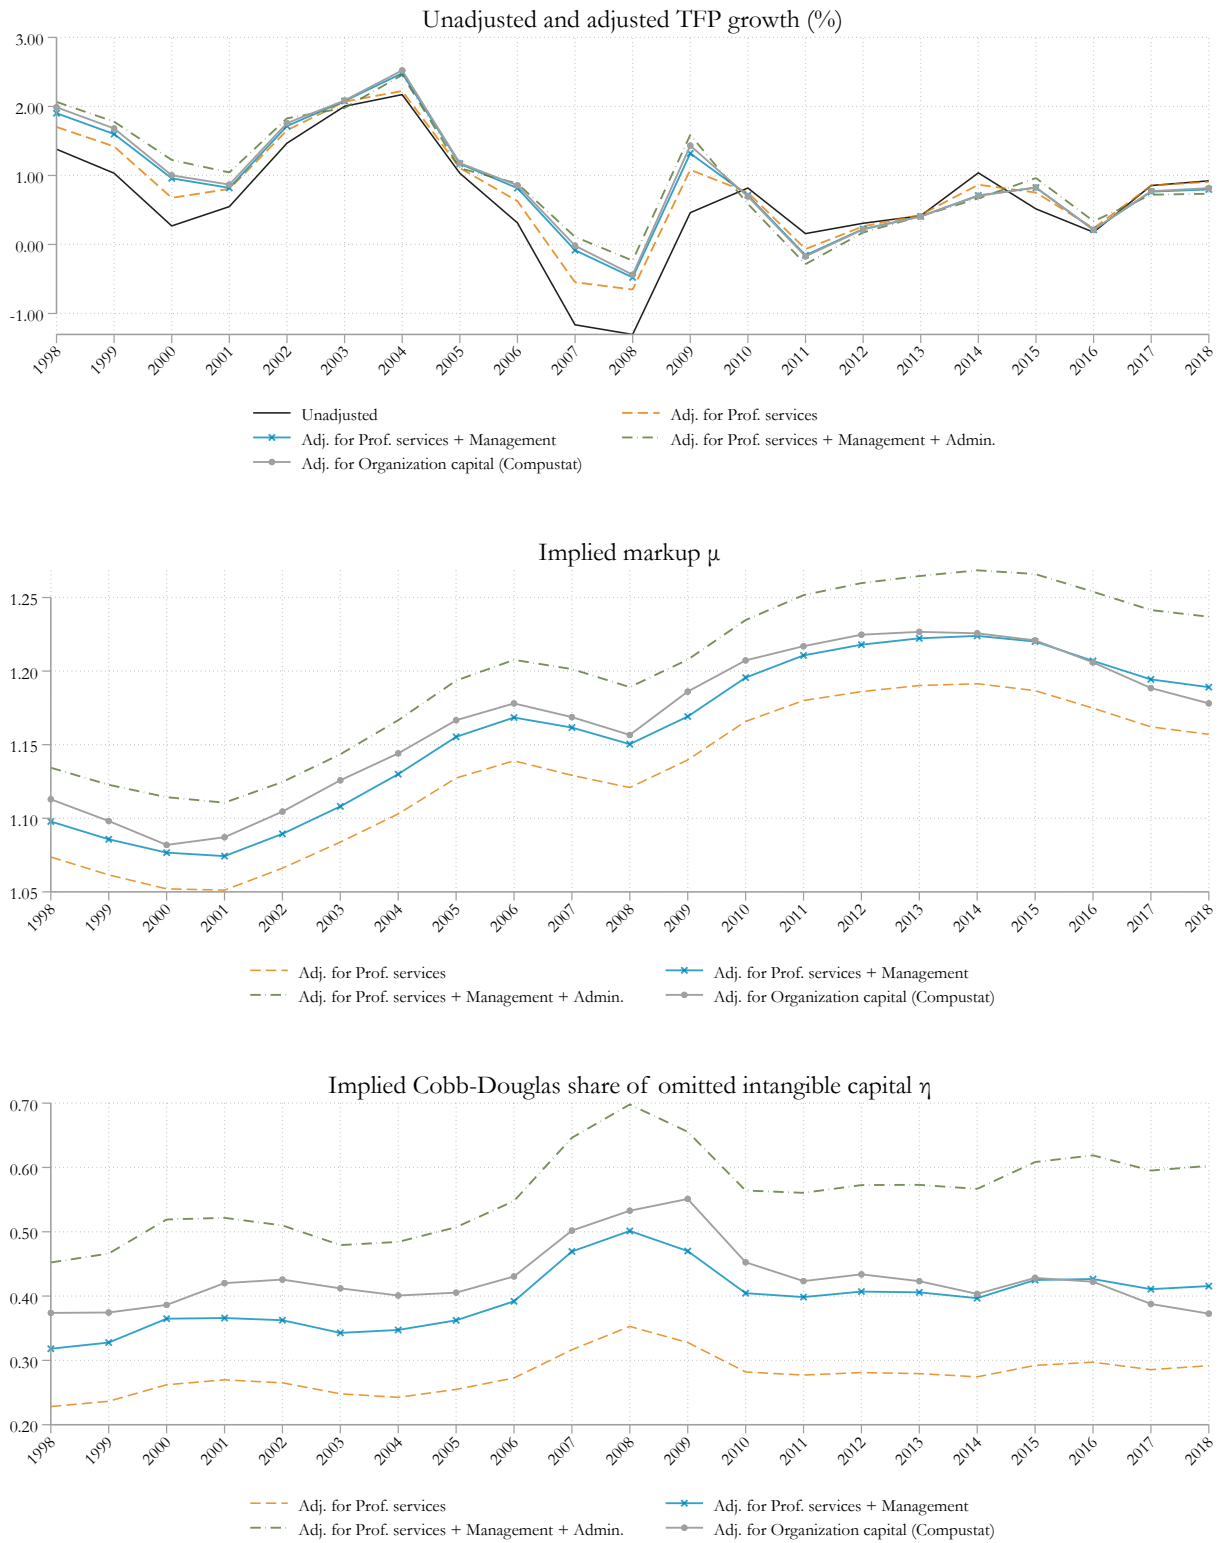 Unadjusted and adjusted TFP growth (%)
3.00
2.00
1.00
0.00
-1.00
1998 1999 2000 2001 2002 2003 2004 2005 2006 2007 2008 2009 2010 2011 2012 2013 2014 2015 2016 2017 2018
Unadjusted
Adj. for Prof. services
Adj. for Prof. services + Management
Adj. for Prof. services + Management + Admin.
Adj. for Organization capital (Compustat)
Implied markup μ
1.25
1.20
1.15
1.10
1.05
1998 1999 2000 2001 2002 2003 2004 2005 2006 2007 2008 2009 2010 2011 2012 2013 2014 2015 2016 2017 2018
Adj. for Prof. services
Adj. for Prof. services + Management
Adj. for Prof. services + Management + Admin.
Adj. for Organization capital (Compustat)
Implied Cobb-Douglas share of omitted intangible capital η
0.70
0.60
0.50
0.40
0.30
0.20
1998 1999 2000 2001 2002 2003 2004 2005 2006 2007 2008 2009 2010 2011 2012 2013 2014 2015 2016 2017 2018
Adj. for Prof. services
Adj. for Prof. services + Management
Adj. for Prof. services + Management + Admin.
Adj. for Organization capital (Compustat)